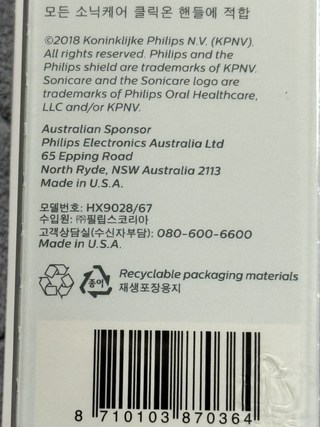 모든 소닉케어 클릭온 핸들에 적합
©2018 Koninklijke Philips N.V. (KPNV).
All rights reserved. Philips and the
Philips shield are trademarks of KPNV.
Sonicare and the Sonicare logo are
trademarks of Philips Oral Healthcare,
LLC and/or KPNV.
Australian Sponsor
Philips Electronics Australia Ltd
65 Epping Road
North Ryde, NSW Australia 2113
Made in U.S.A.
모델번호: HX9028/67
수입원: ㈜필립스코리아
고객상담실(수신자부담): 080-600-6600
Made in U.S.A.
종이 Recyclable packaging materials
재생포장용지
8 710103 870364